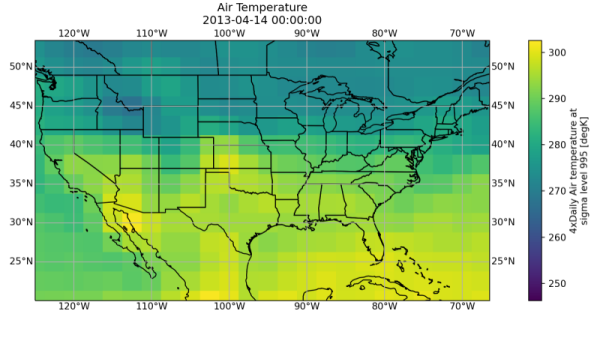 Air Temperature
2013-04-14 00:00:00
120°W 110°W 100°W 90°W 80°W 70°W
50°N 50°N
45°N 45°N
40°N 40°N
35°N 35°N
30°N 30°N
25°N 25°N
120°W 110°W 100°W 90°W 80°W 70°W
300
290
280
270
260
250
4xDaily Air temperature at
sigma level 995 [degK]